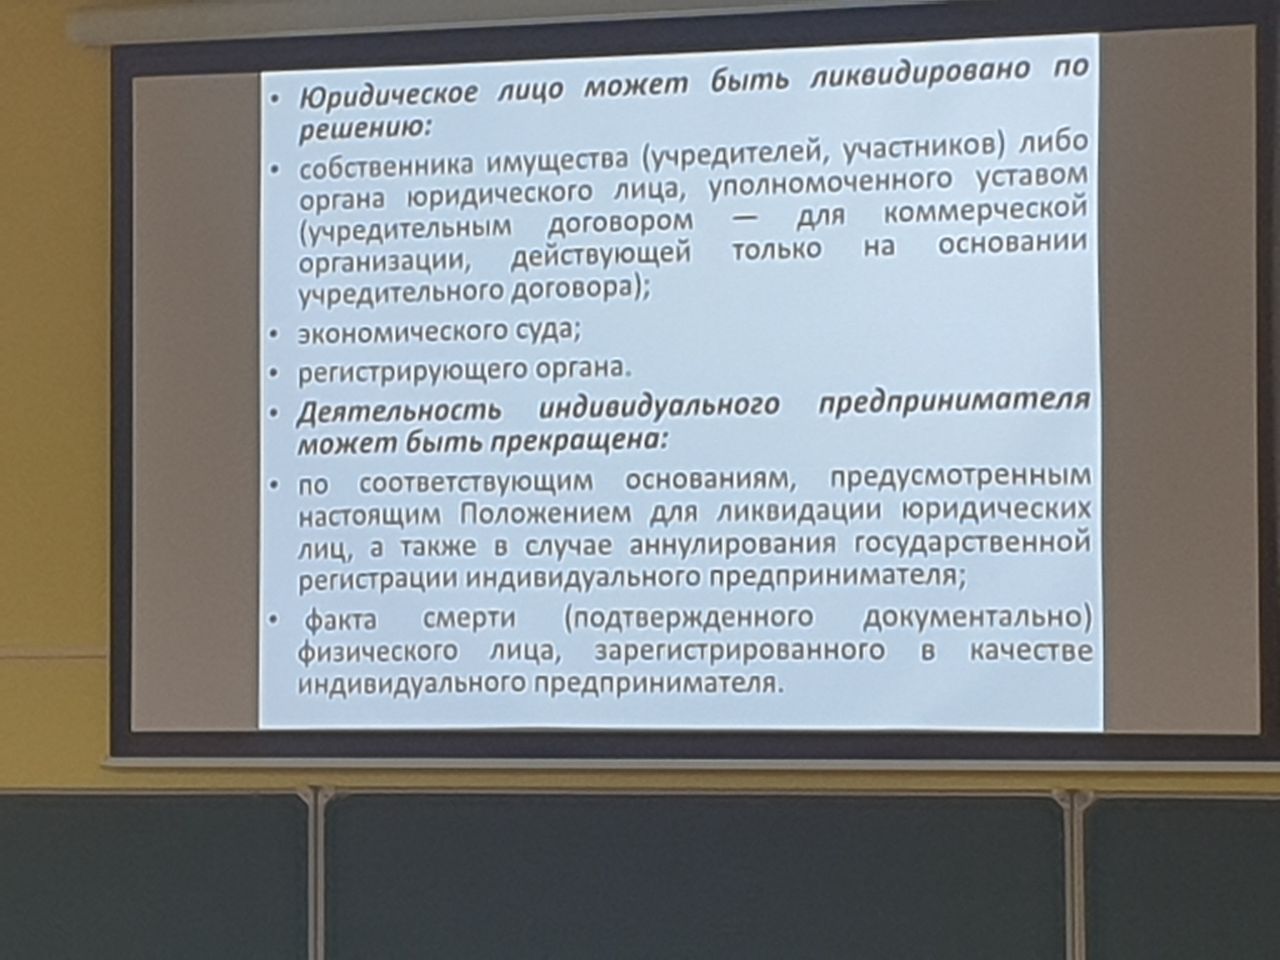 • Юридическое лицо может быть ликвидировано по
решению:
• собственника имущества (учредителей, участников) либо
органа юридического лица, уполномоченного уставом
(учредительным договором — для коммерческой
организации, действующей только на основании
учредительного договора);
• экономического суда;
• регистрирующего органа.
• Деятельность индивидуального предпринимателя
может быть прекращена:
• по соответствующим основаниям, предусмотренным
настоящим Положением для ликвидации юридических
лиц, а также в случае аннулирования государственной
регистрации индивидуального предпринимателя;
• факта смерти (подтвержденного документально)
физического лица, зарегистрированного в качестве
индивидуального предпринимателя.